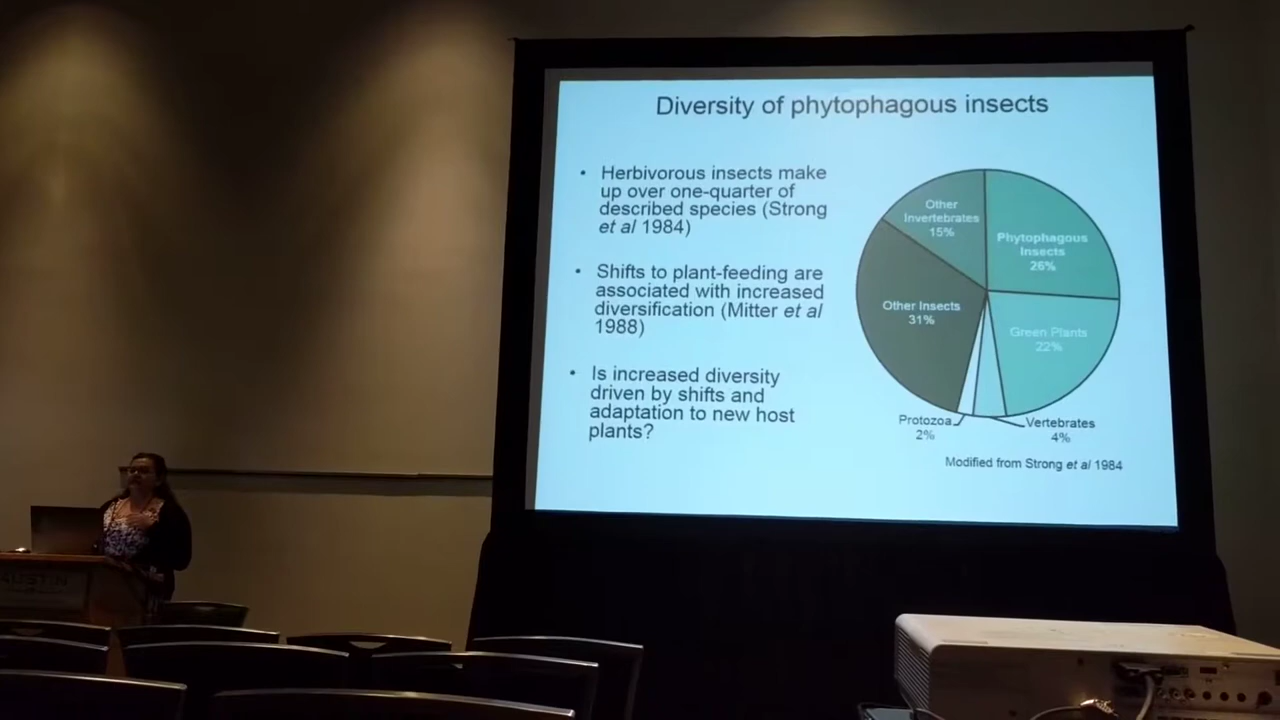 Diversity of phytophagous insects
• Herbivorous insects make
up over one-quarter of
described species (Strong
et al 1984)
• Shifts to plant-feeding are
associated with increased
diversification (Mitter et al
1988)
• Is increased diversity
driven by shifts and
adaptation to new host
plants?
Other
Invertebrates
15%
Phytophagous
Insects
26%
Other Insects
31%
Green Plants
22%
Protozoa
2%
Vertebrates
4%
Modified from Strong et al 1984
AUSTIN